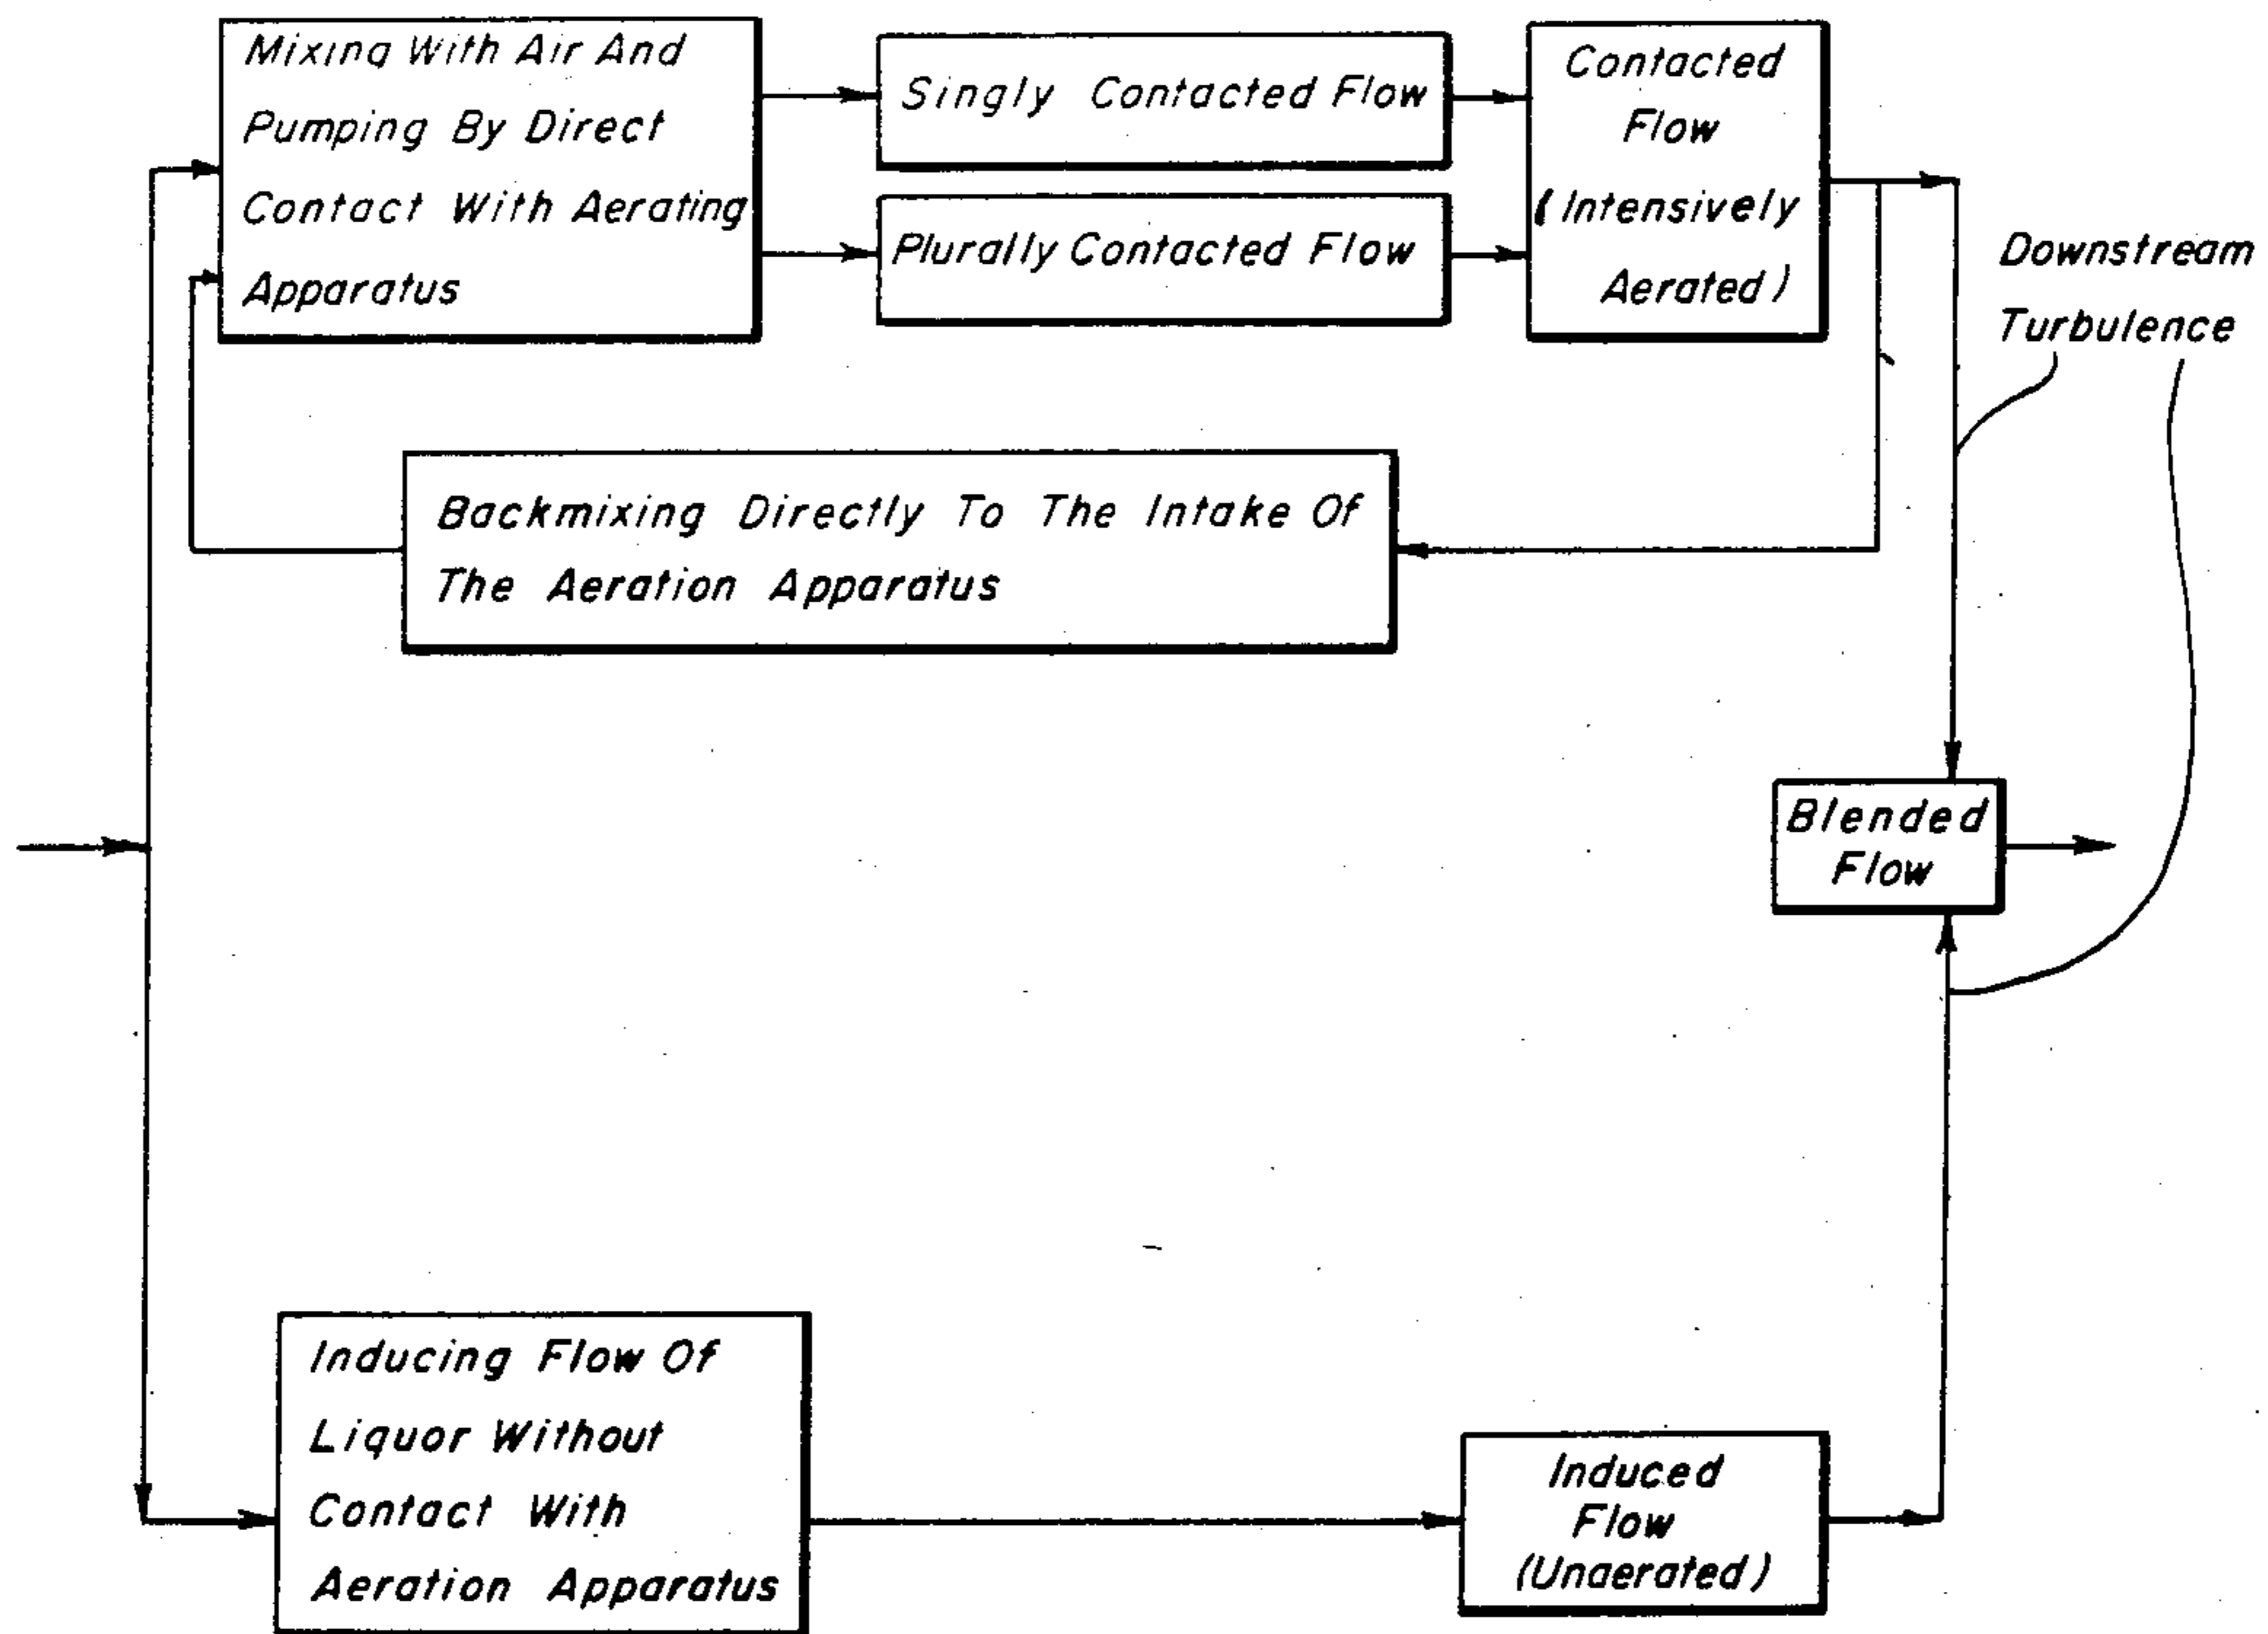 Mixing With Air And
Pumping By Direct
Contact With Aerating
Apparatus
Singly Contacted Flow
Plurally Contacted Flow
Contacted
Flow
(Intensively
Aerated)
Downstream
Turbulence
Backmixing Directly To The Intake Of
The Aeration Apparatus
Blended
Flow
Inducing Flow Of
Liquor Without
Contact With
Aeration Apparatus
Induced
Flow
(Unaerated)